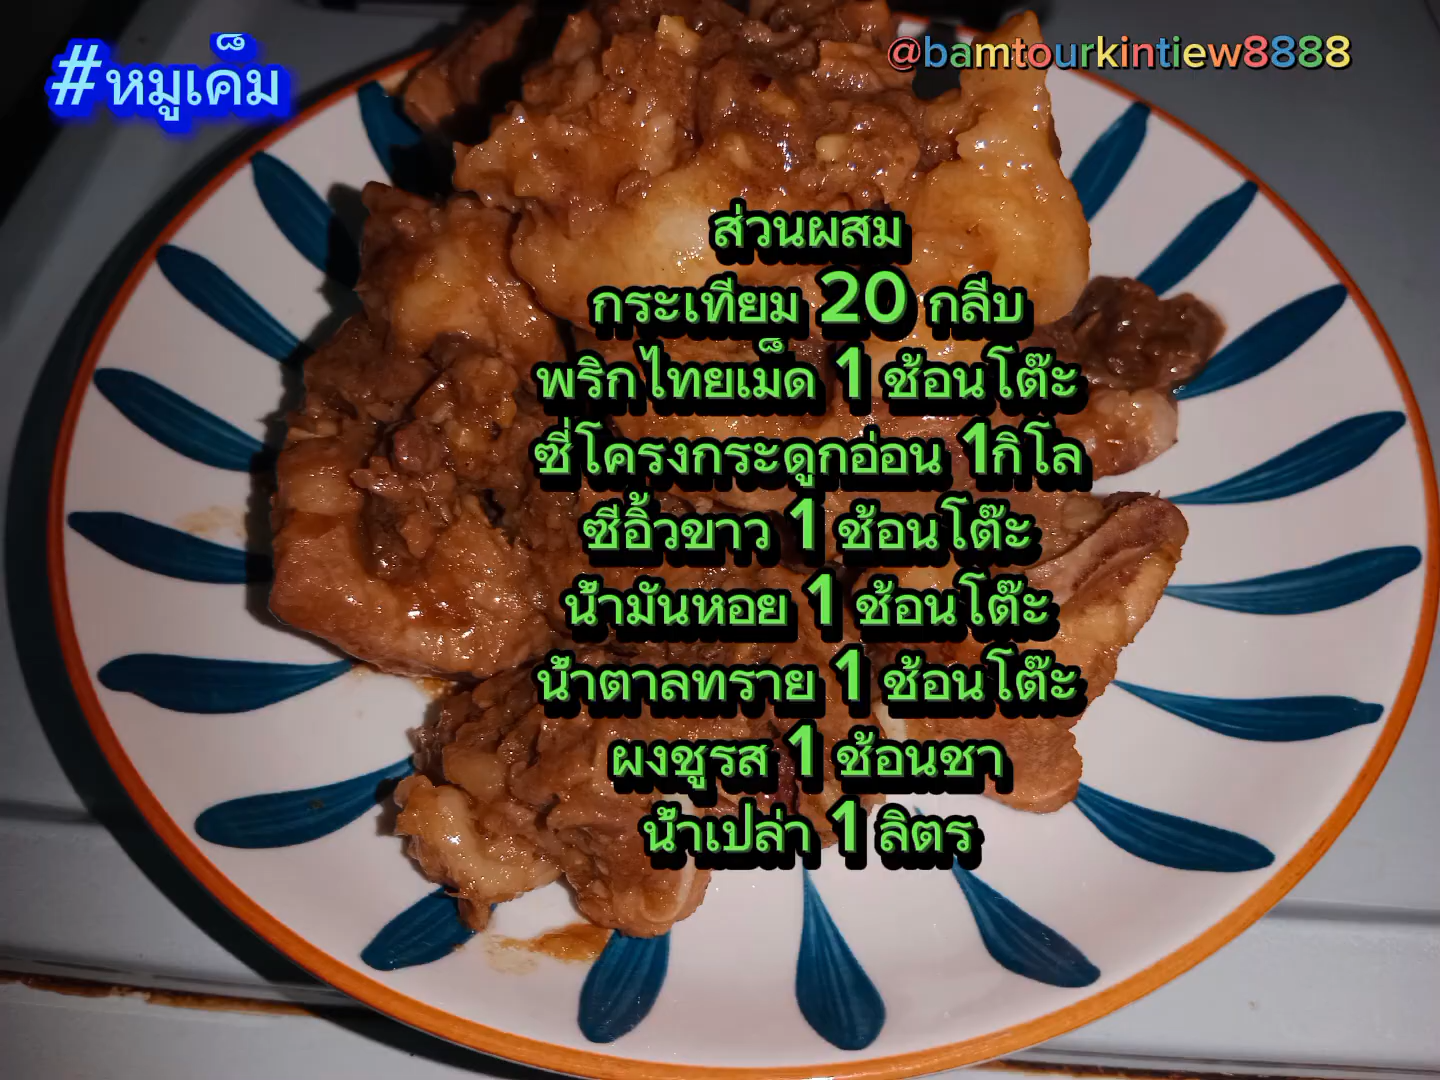 #หมูเค็ม
@bamtourkintiew8888
ส่วนผสม
กระเทียม 20 กลีบ
พริกไทยเม็ด 1 ช้อนโต๊ะ
ซี่โครงกระดูกอ่อน 1กิโล
ซีอิ้วขาว 1 ช้อนโต๊ะ
น้ำมันหอย 1 ช้อนโต๊ะ
น้ำตาลทราย 1 ช้อนโต๊ะ
ผงชูรส 1 ช้อนชา
น้ำเปล่า 1 ลิตร